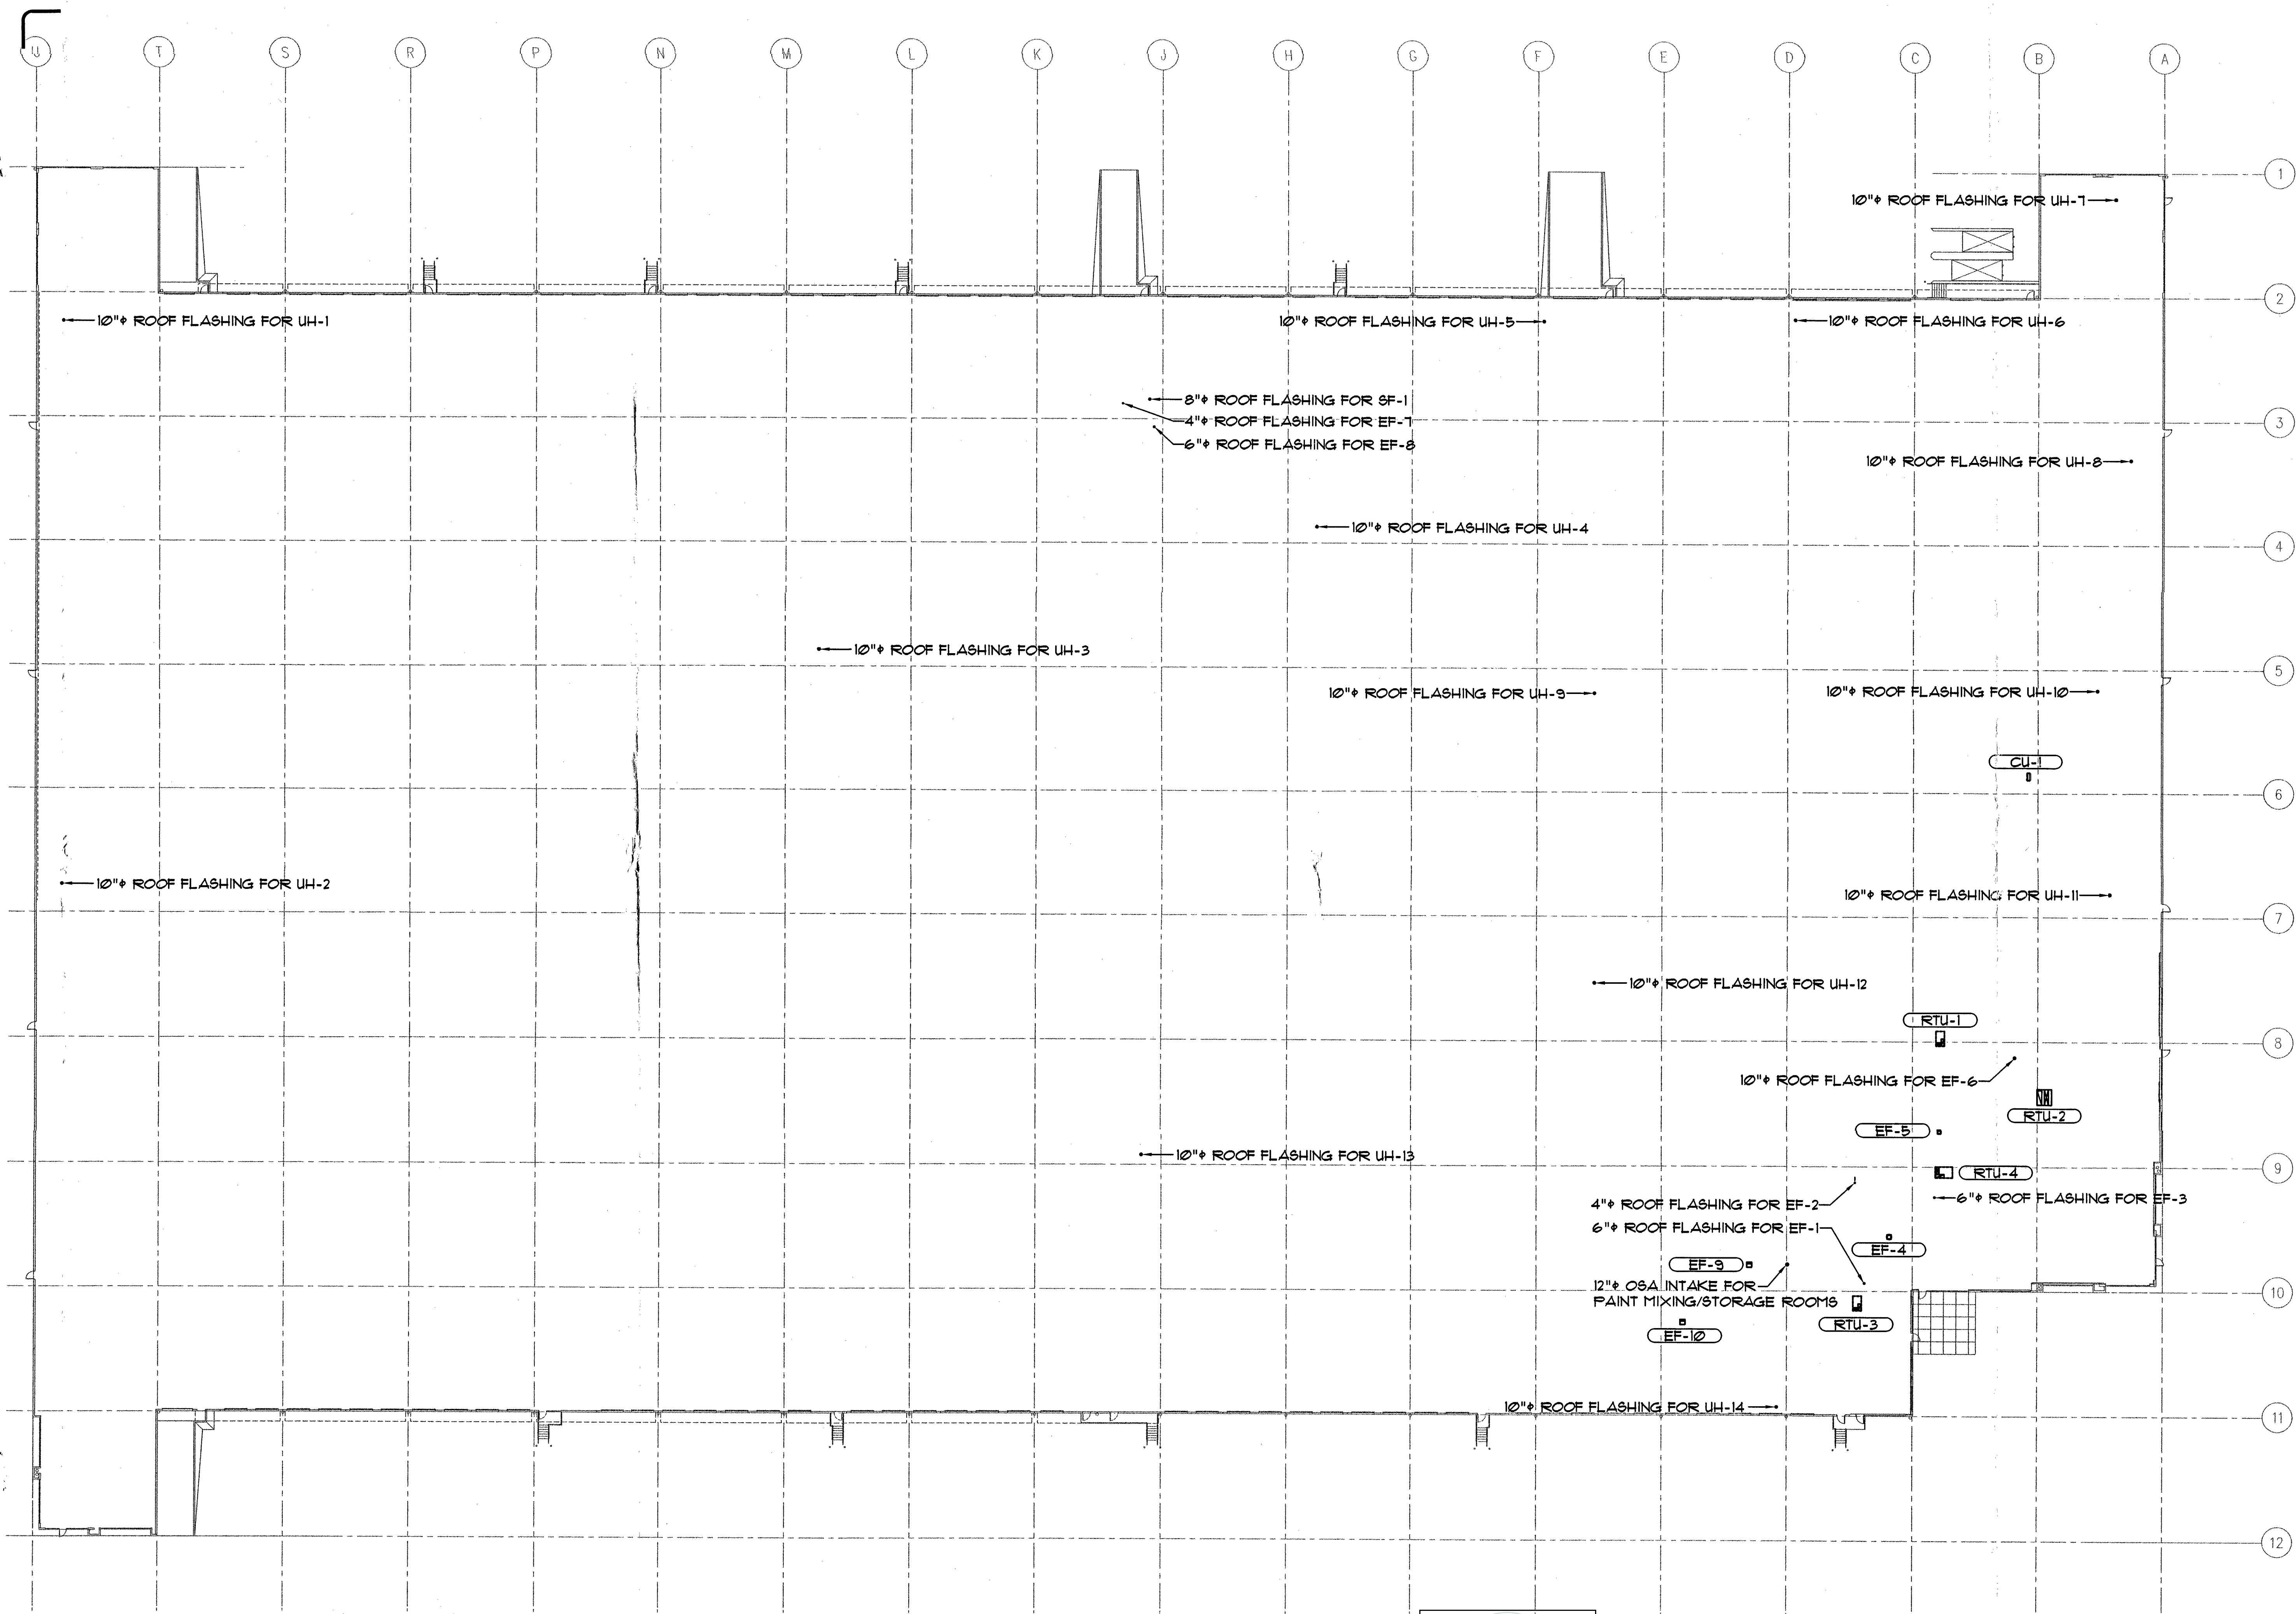 U T S R P N M L K J H G F E D C B A
1
10"ϕ ROOF FLASHING FOR UH-7
2
10"ϕ ROOF FLASHING FOR UH-1
10"ϕ ROOF FLASHING FOR UH-5
10"ϕ ROOF FLASHING FOR UH-6
8"ϕ ROOF FLASHING FOR SF-1
4"ϕ ROOF FLASHING FOR EF-7
3
6"ϕ ROOF FLASHING FOR EF-8
10"ϕ ROOF FLASHING FOR UH-8
10"ϕ ROOF FLASHING FOR UH-4
4
10"ϕ ROOF FLASHING FOR UH-3
5
10"ϕ ROOF FLASHING FOR UH-9
10"ϕ ROOF FLASHING FOR UH-10
CU-1
6
10"ϕ ROOF FLASHING FOR UH-2
10"ϕ ROOF FLASHING FOR UH-11
7
10"ϕ ROOF FLASHING FOR UH-12
RTU-1
8
10"ϕ ROOF FLASHING FOR EF-6
RTU-2
EF-5
10"ϕ ROOF FLASHING FOR UH-13
9
RTU-4
6"ϕ ROOF FLASHING FOR EF-3
4"ϕ ROOF FLASHING FOR EF-2
6"ϕ ROOF FLASHING FOR EF-1
EF-4
EF-9
12"ϕ OSA INTAKE FOR
PAINT MIXING/STORAGE ROOMS
10
RTU-3
EF-10
10"ϕ ROOF FLASHING FOR UH-14
11
12